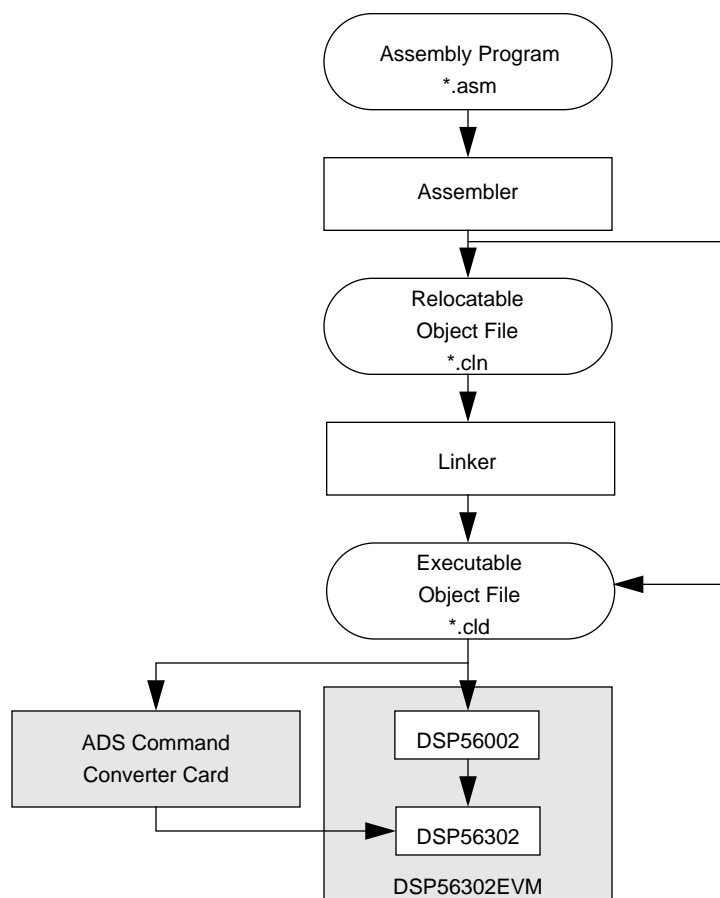 Assembly Program
*.asm
Assembler
Relocatable
Object File
*.cln
Linker
Executable
Object File
*.cld
ADS Command
Converter Card
DSP56002
DSP56302
DSP56302EVM